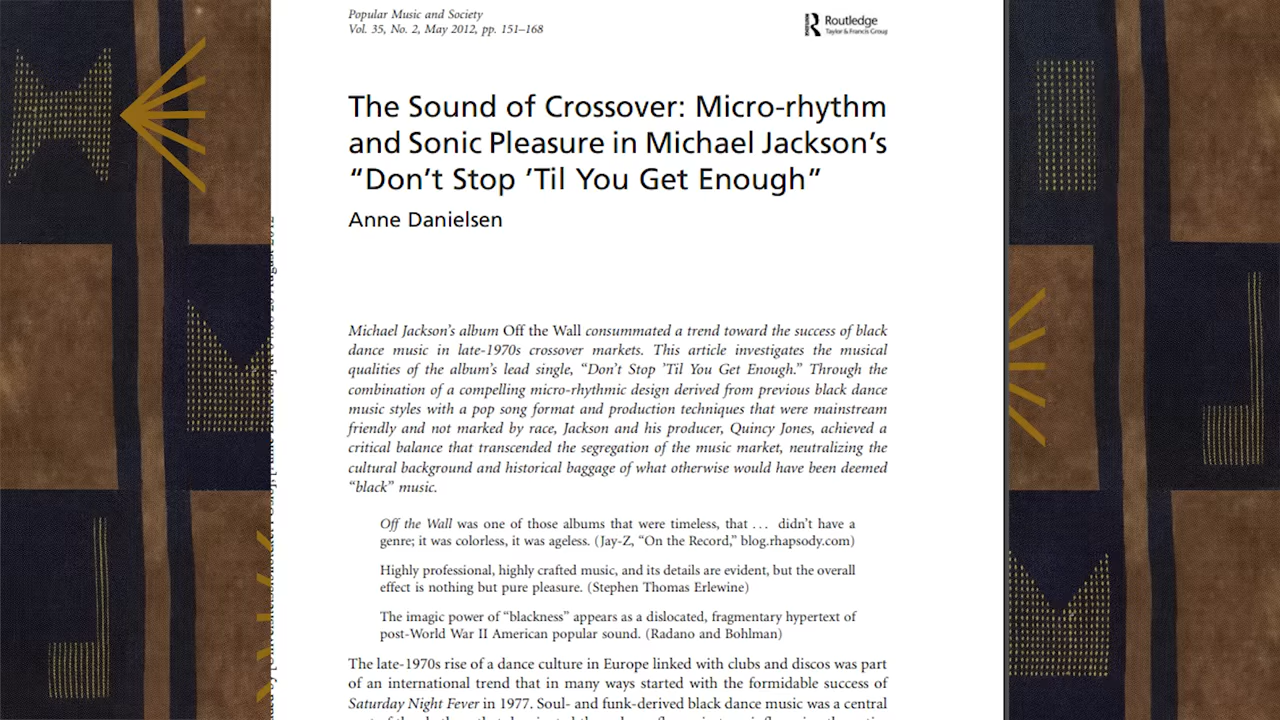 Popular Music and Society
Vol. 35, No. 2, May 2012, pp. 151–168
Routledge
Taylor & Francis Group
The Sound of Crossover: Micro-rhythm
and Sonic Pleasure in Michael Jackson’s
“Don’t Stop ’Til You Get Enough”
Anne Danielsen
Michael Jackson’s album Off the Wall consummated a trend toward the success of black
dance music in late-1970s crossover markets. This article investigates the musical
qualities of the album’s lead single, “Don’t Stop ’Til You Get Enough.” Through the
combination of a compelling micro-rhythmic design derived from previous black dance
music styles with a pop song format and production techniques that were mainstream
friendly and not marked by race, Jackson and his producer, Quincy Jones, achieved a
critical balance that transcended the segregation of the music market, neutralizing the
cultural background and historical baggage of what otherwise would have been deemed
“black” music.
Off the Wall was one of those albums that were timeless, that . . . didn’t have a
genre; it was colorless, it was ageless. (Jay-Z, “On the Record,” blog.rhapsody.com)
Highly professional, highly crafted music, and its details are evident, but the overall
effect is nothing but pure pleasure. (Stephen Thomas Erlewine)
The imagic power of “blackness” appears as a dislocated, fragmentary hypertext of
post-World War II American popular sound. (Radano and Bohlman)
The late-1970s rise of a dance culture in Europe linked with clubs and discos was part
of an international trend that in many ways started with the formidable success of
Saturday Night Fever in 1977. Soul- and funk-derived black dance music was a central